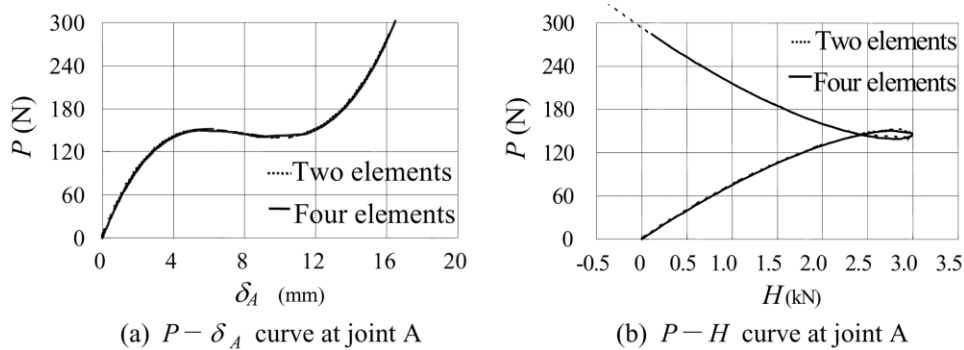 300
240
180
120
60
0
P (N)
Two elements
Four elements
0 4 8 12 16 20
δA (mm)
(a) P − δA curve at joint A
300
240
180
120
60
0
P (N)
Two elements
Four elements
-0.5 0 0.5 1.0 1.5 2.0 2.5 3.0 3.5
H(kN)
(b) P − H curve at joint A